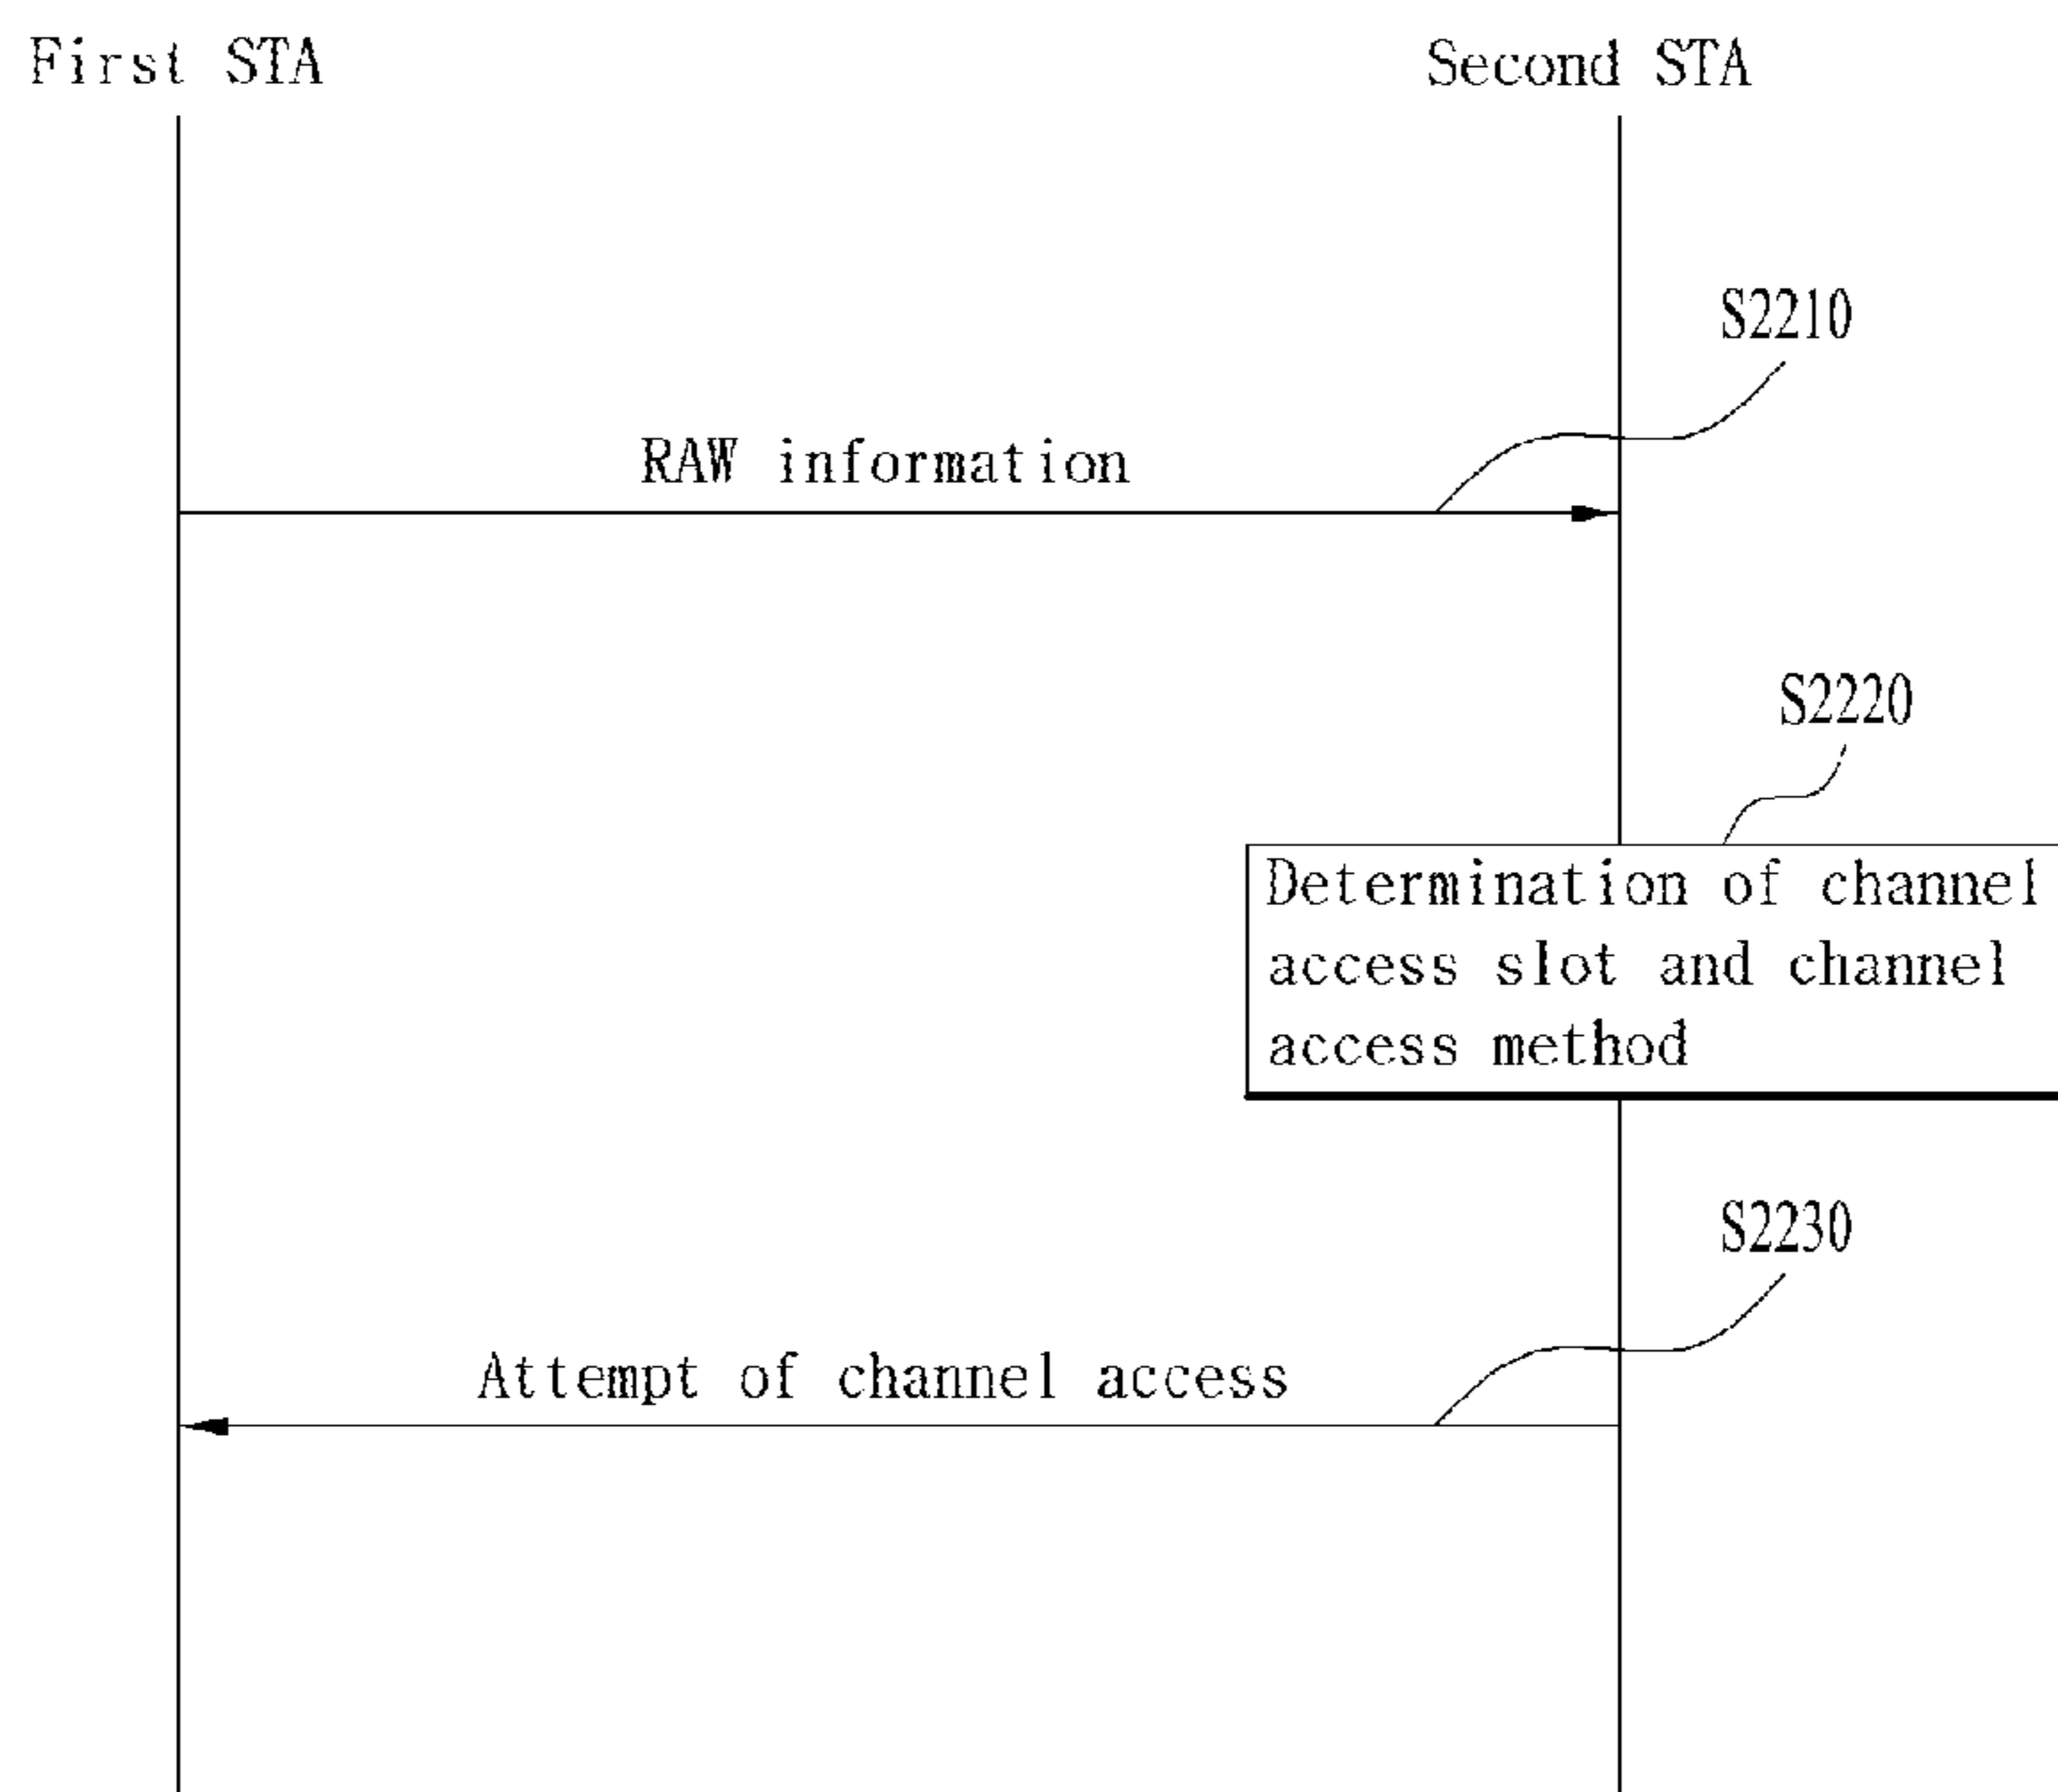 First STA
Second STA
S2210
RAW information
S2220
Determination of channel
access slot and channel
access method
S2230
Attempt of channel access